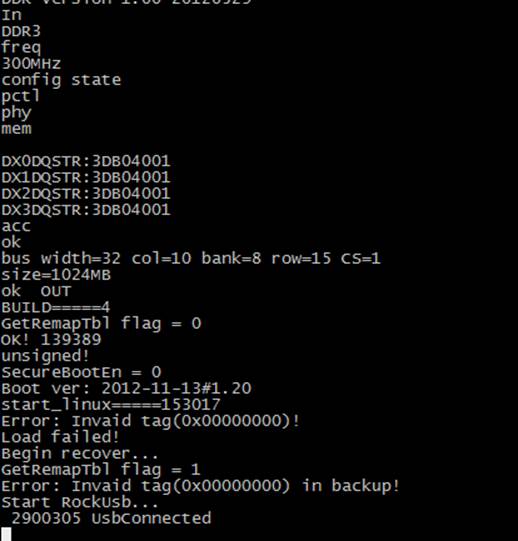 DDR version 1.00 20120529
In
DDR3
freq
300MHz
config state
pctl
phy
mem
DX0DQSTR:3DB04001
DX1DQSTR:3DB04001
DX2DQSTR:3DB04001
DX3DQSTR:3DB04001
acc
ok
bus width=32 col=10 bank=8 row=15 CS=1
size=1024MB
ok  OUT
BUILD=====4
GetRemapTbl flag = 0
OK! 139389
unsigned!
SecureBootEn = 0
Boot ver: 2012-11-13#1.20
start_linux=====153017
Error: Invaid tag(0x00000000)!
Load failed!
Begin recover...
GetRemapTbl flag = 1
Error: Invaid tag(0x00000000) in backup!
Start RockUsb...
 2900305 UsbConnected